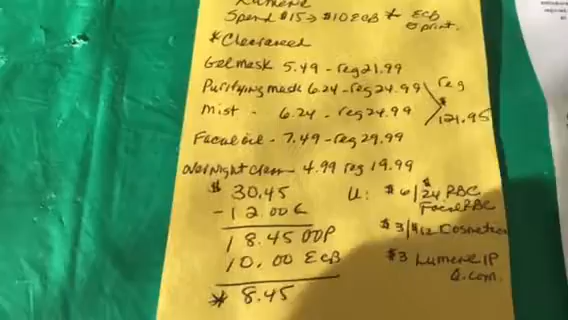 Lumene
Spend $15 → $10 ECB * ECB
print.
*Clearanced
Gel mask 5.49 - reg 21.99
Purifying mask 6.24 - reg 24.99
Mist - 6.24 - reg 24.99
reg
$
121.95
Facial oil - 7.49 - reg 29.99
Overnight cream 4.99 reg 19.99
$ 30.45
- 12.00 C
18.45 OOP
10.00 ECB
* 8.45
U: $6/$24 RBC
Facial RBC
$3/$12 Cosmetics
$3 Lumene IP
Q.com